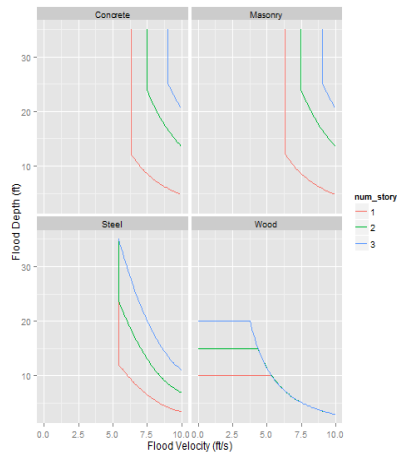 Concrete
Masonry
30
20
10
Steel
Wood
30
20
10
0.0 2.5 5.0 7.5 10.0 0.0 2.5 5.0 7.5 10.0
Flood Velocity (ft/s)
Flood Depth (ft)
num_story
1
2
3